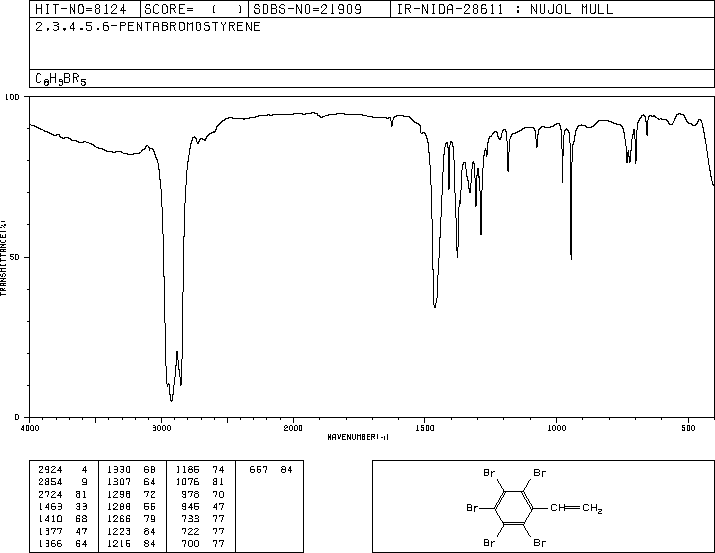 HIT-NO=8124 SCORE= ( ) SDBS-NO=21909 IR-NIDA-28611 : NUJOL MULL
2,3,4,5,6-PENTABROMOSTYRENE
C8H3BR5
100
50
0
TRANSMITTANCE(%)
4000 3000 2000 1500 1000 500
WAVENUMBER(-1)
2924 4 1330 68 1186 74 667 84
2854 9 1307 64 1076 81
2724 81 1298 72 978 70
1463 33 1288 55 945 47
1410 68 1266 79 733 77
1377 47 1223 84 722 77
1366 64 1215 84 700 77
Br Br
Br CH=CH2
Br Br